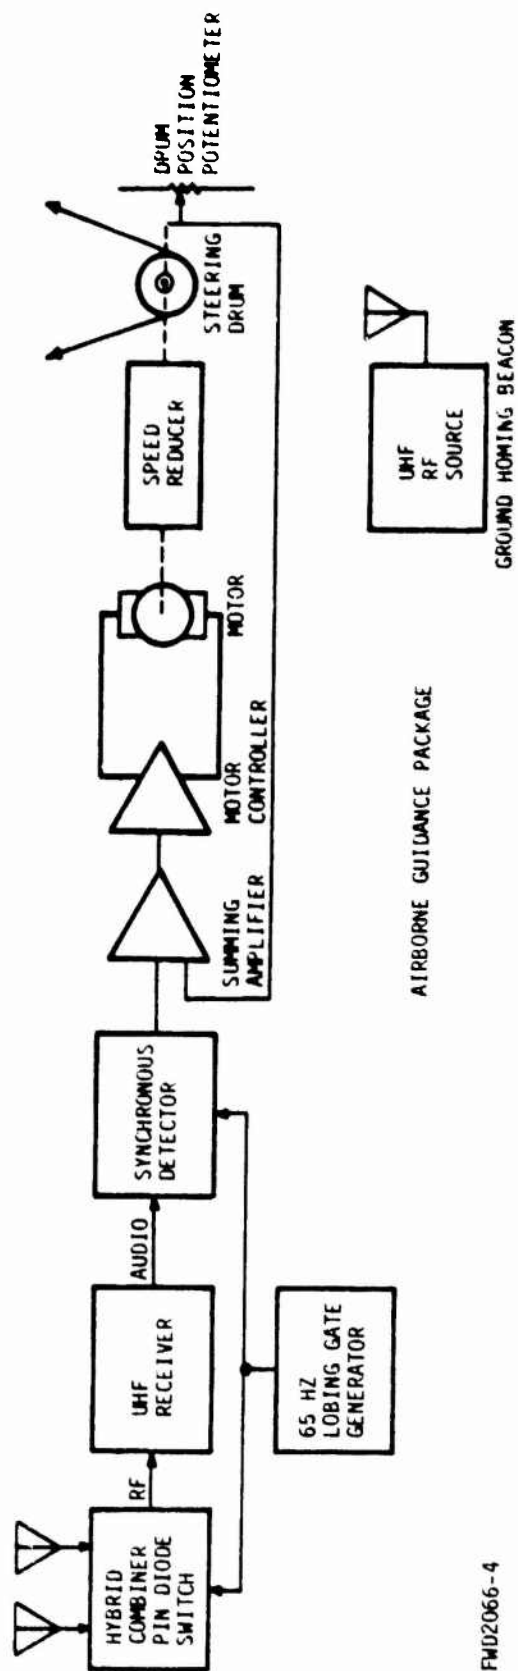 HYBRID
COMBINER
PIN DIODE
SWITCH
RF
UHF
RECEIVER
AUDIO
SYNCHRONOUS
DETECTOR
65 HZ
LOBING GATE
GENERATOR
SUMMING
AMPLIFIER
MOTOR
CONTROLLER
MOTOR
SPEED
REDUCER
STEERING
DRUM
DRUM
POSITION
POTENTIOMETER
AIRBORNE GUIDANCE PACKAGE
UHF
RF
SOURCE
GROUND HOMING BEACON
FWD2066-4